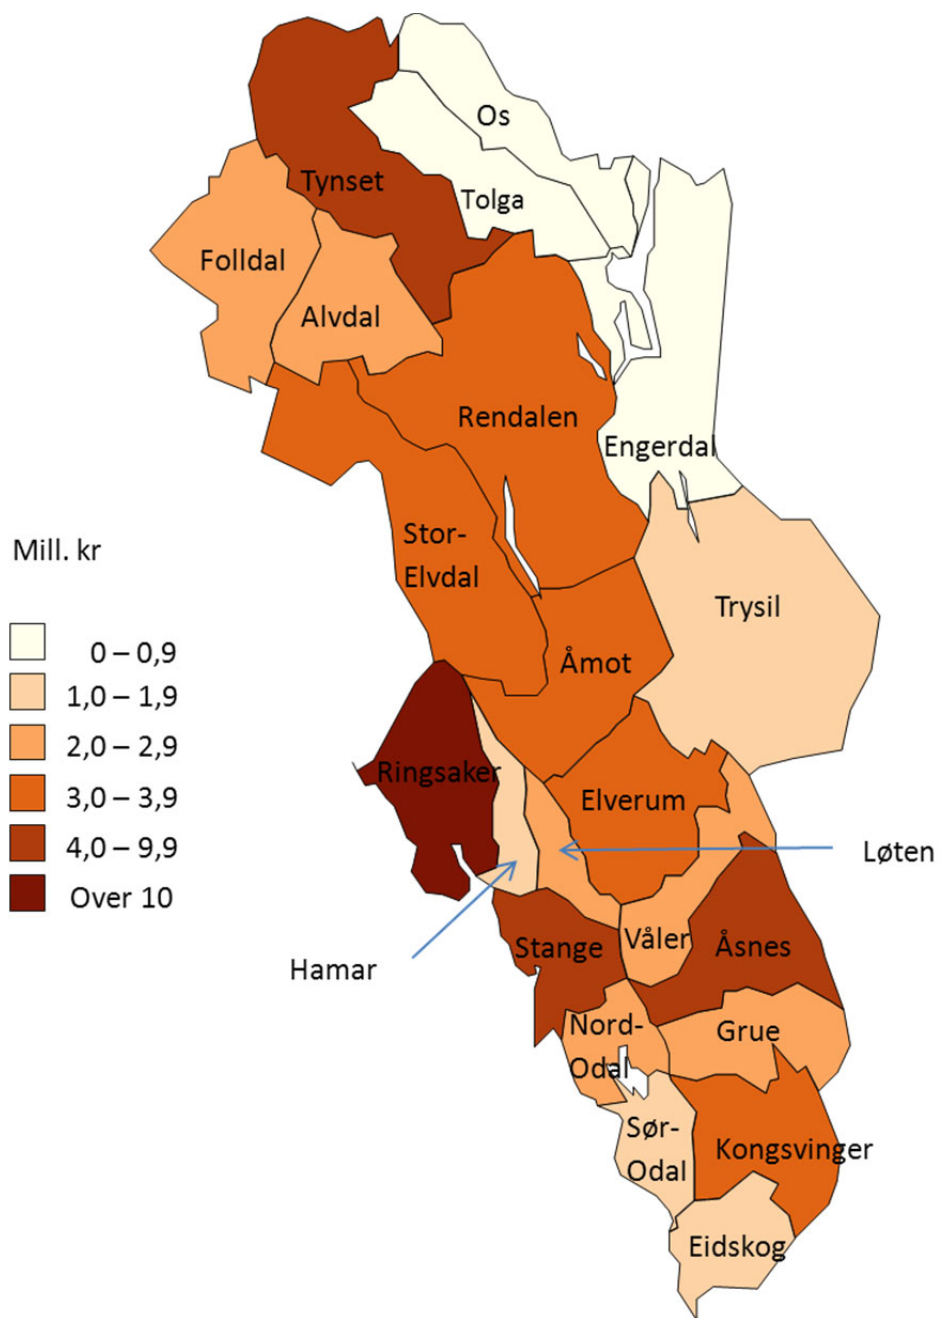 Os
Tynset
Tolga
Folldal
Alvdal
Rendalen
Engerdal
Stor-
Elvdal
Mill. kr
0 – 0,9
1,0 – 1,9
2,0 – 2,9
3,0 – 3,9
4,0 – 9,9
Over 10
Trysil
Åmot
Ringsaker
Elverum
Løten
Hamar
Stange
Våler
Åsnes
Nord-
Odal
Grue
Sør-
Odal
Kongsvinger
Eidskog